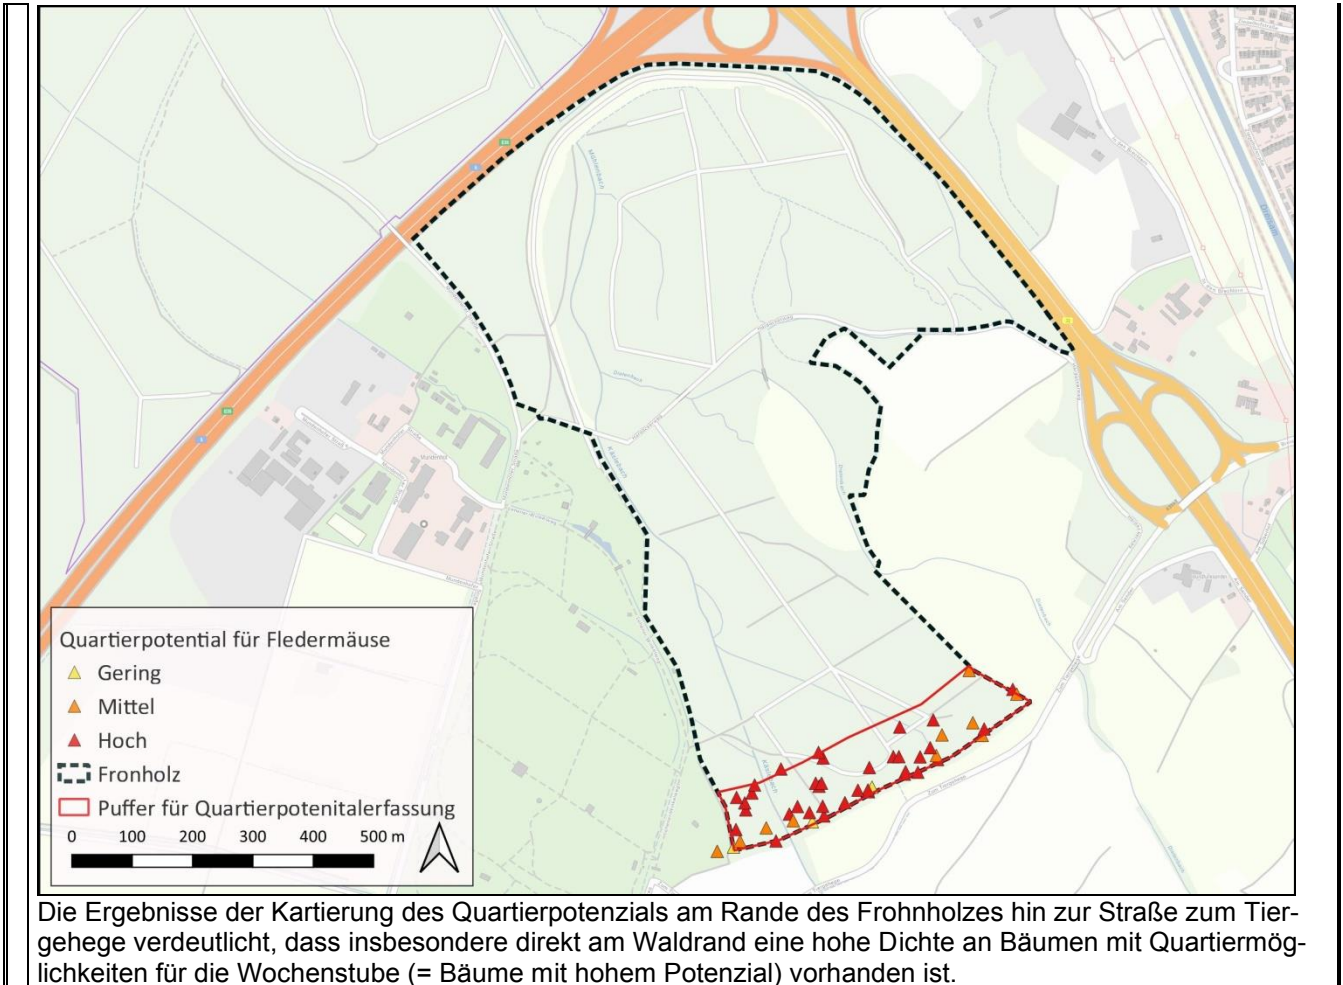 Quartierpotential für Fledermäuse
Gering
Mittel
Hoch
Fronholz
Puffer für Quartierpotenitalerfassung
0 100 200 300 400 500 m
Die Ergebnisse der Kartierung des Quartierpotenzials am Rande des Frohnholzes hin zur Straße zum Tier-
gehege verdeutlicht, dass insbesondere direkt am Waldrand eine hohe Dichte an Bäumen mit Quartiermög-
lichkeiten für die Wochenstube (= Bäume mit hohem Potenzial) vorhanden ist.